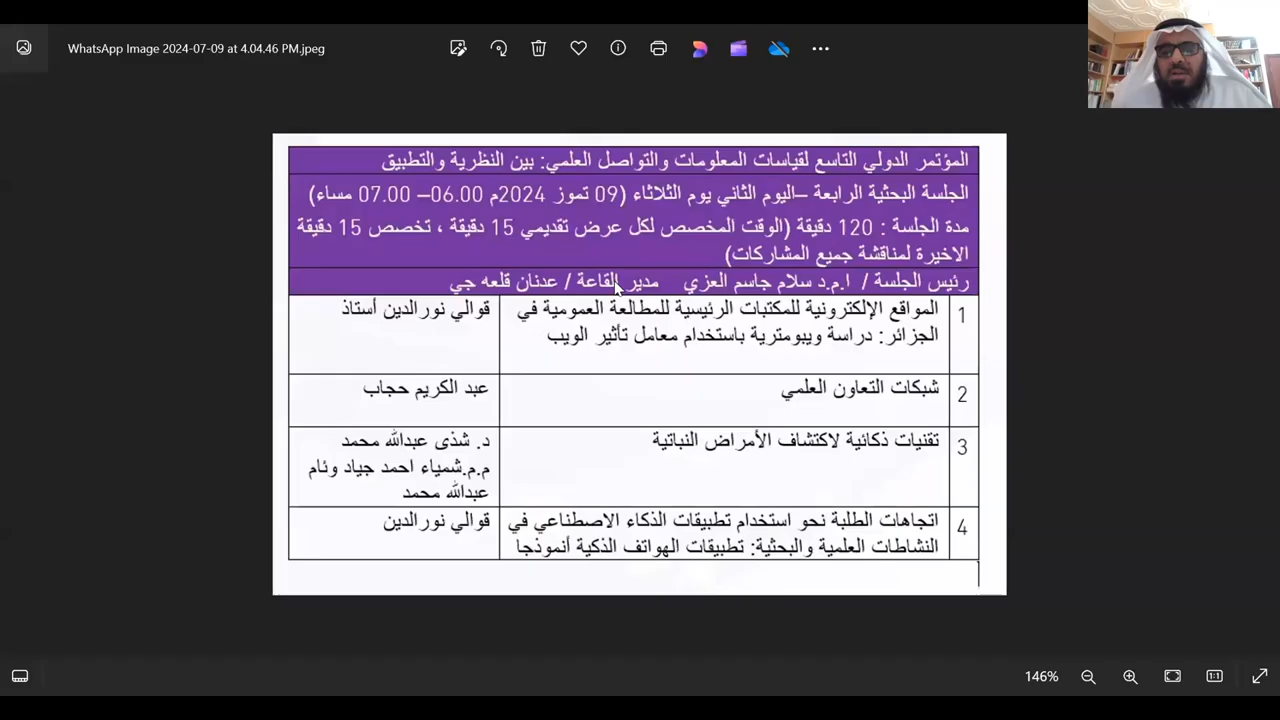 WhatsApp Image 2024-07-09 at 4.04.46 PM.jpeg
المؤتمر الدولي التاسع لقياسات المعلومات والتواصل العلمي: بين النظرية والتطبيق
الجلسة البحثية الرابعة –اليوم الثاني يوم الثلاثاء (09 تموز 2024م 06.00– 07.00 مساء)
مدة الجلسة : 120 دقيقة (الوقت المخصص لكل عرض تقديمي 15 دقيقة ، تخصص 15 دقيقة
الاخيرة لمناقشة جميع المشاركات)
رئيس الجلسة / ا.م.د سلام جاسم العزي مدير القاعة / عدنان قلعه جي
1 المواقع الإلكترونية للمكتبات الرئيسية للمطالعة العمومية في قوالي نورالدين أستاذ
الجزائر: دراسة ويبومترية باستخدام معامل تأثير الويب
2 شبكات التعاون العلمي عبد الكريم حجاب
3 تقنيات ذكائية لاكتشاف الأمراض النباتية د. شذى عبدالله محمد
م.م.شمياء احمد جياد وئام
عبدالله محمد
4 اتجاهات الطلبة نحو استخدام تطبيقات الذكاء الاصطناعي في قوالي نورالدين
النشاطات العلمية والبحثية: تطبيقات الهواتف الذكية أنموذجا
146%
1:1